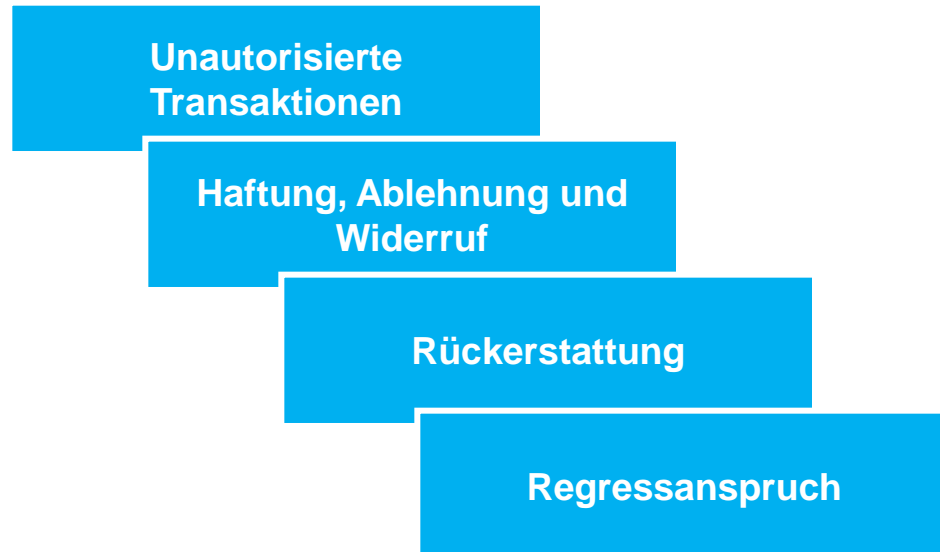 Unautorisierte
Transaktionen
Haftung, Ablehnung und
Widerruf
Rückerstattung
Regressanspruch